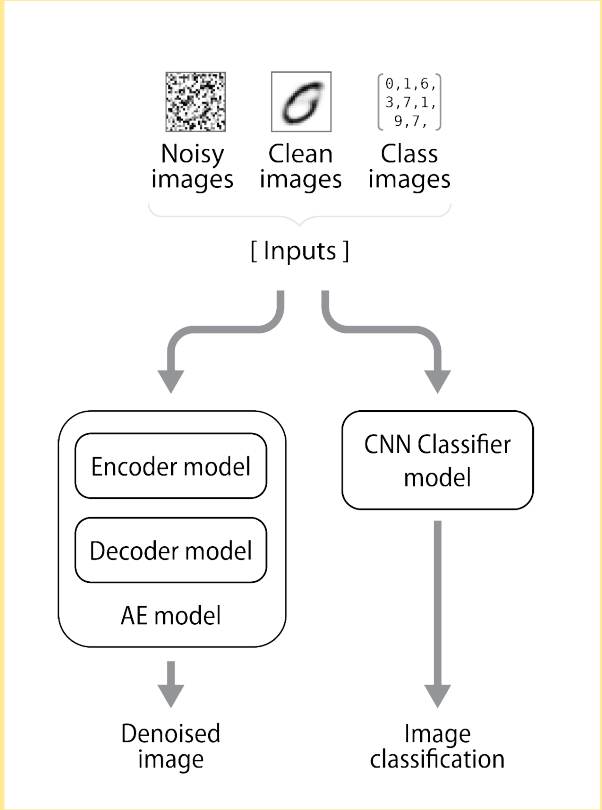 0,1,6,
3,7,1,
9,7,
Noisy
images
Clean
images
Class
images
[ Inputs ]
Encoder model
Decoder model
AE model
CNN Classifier
model
Denoised
image
Image
classification